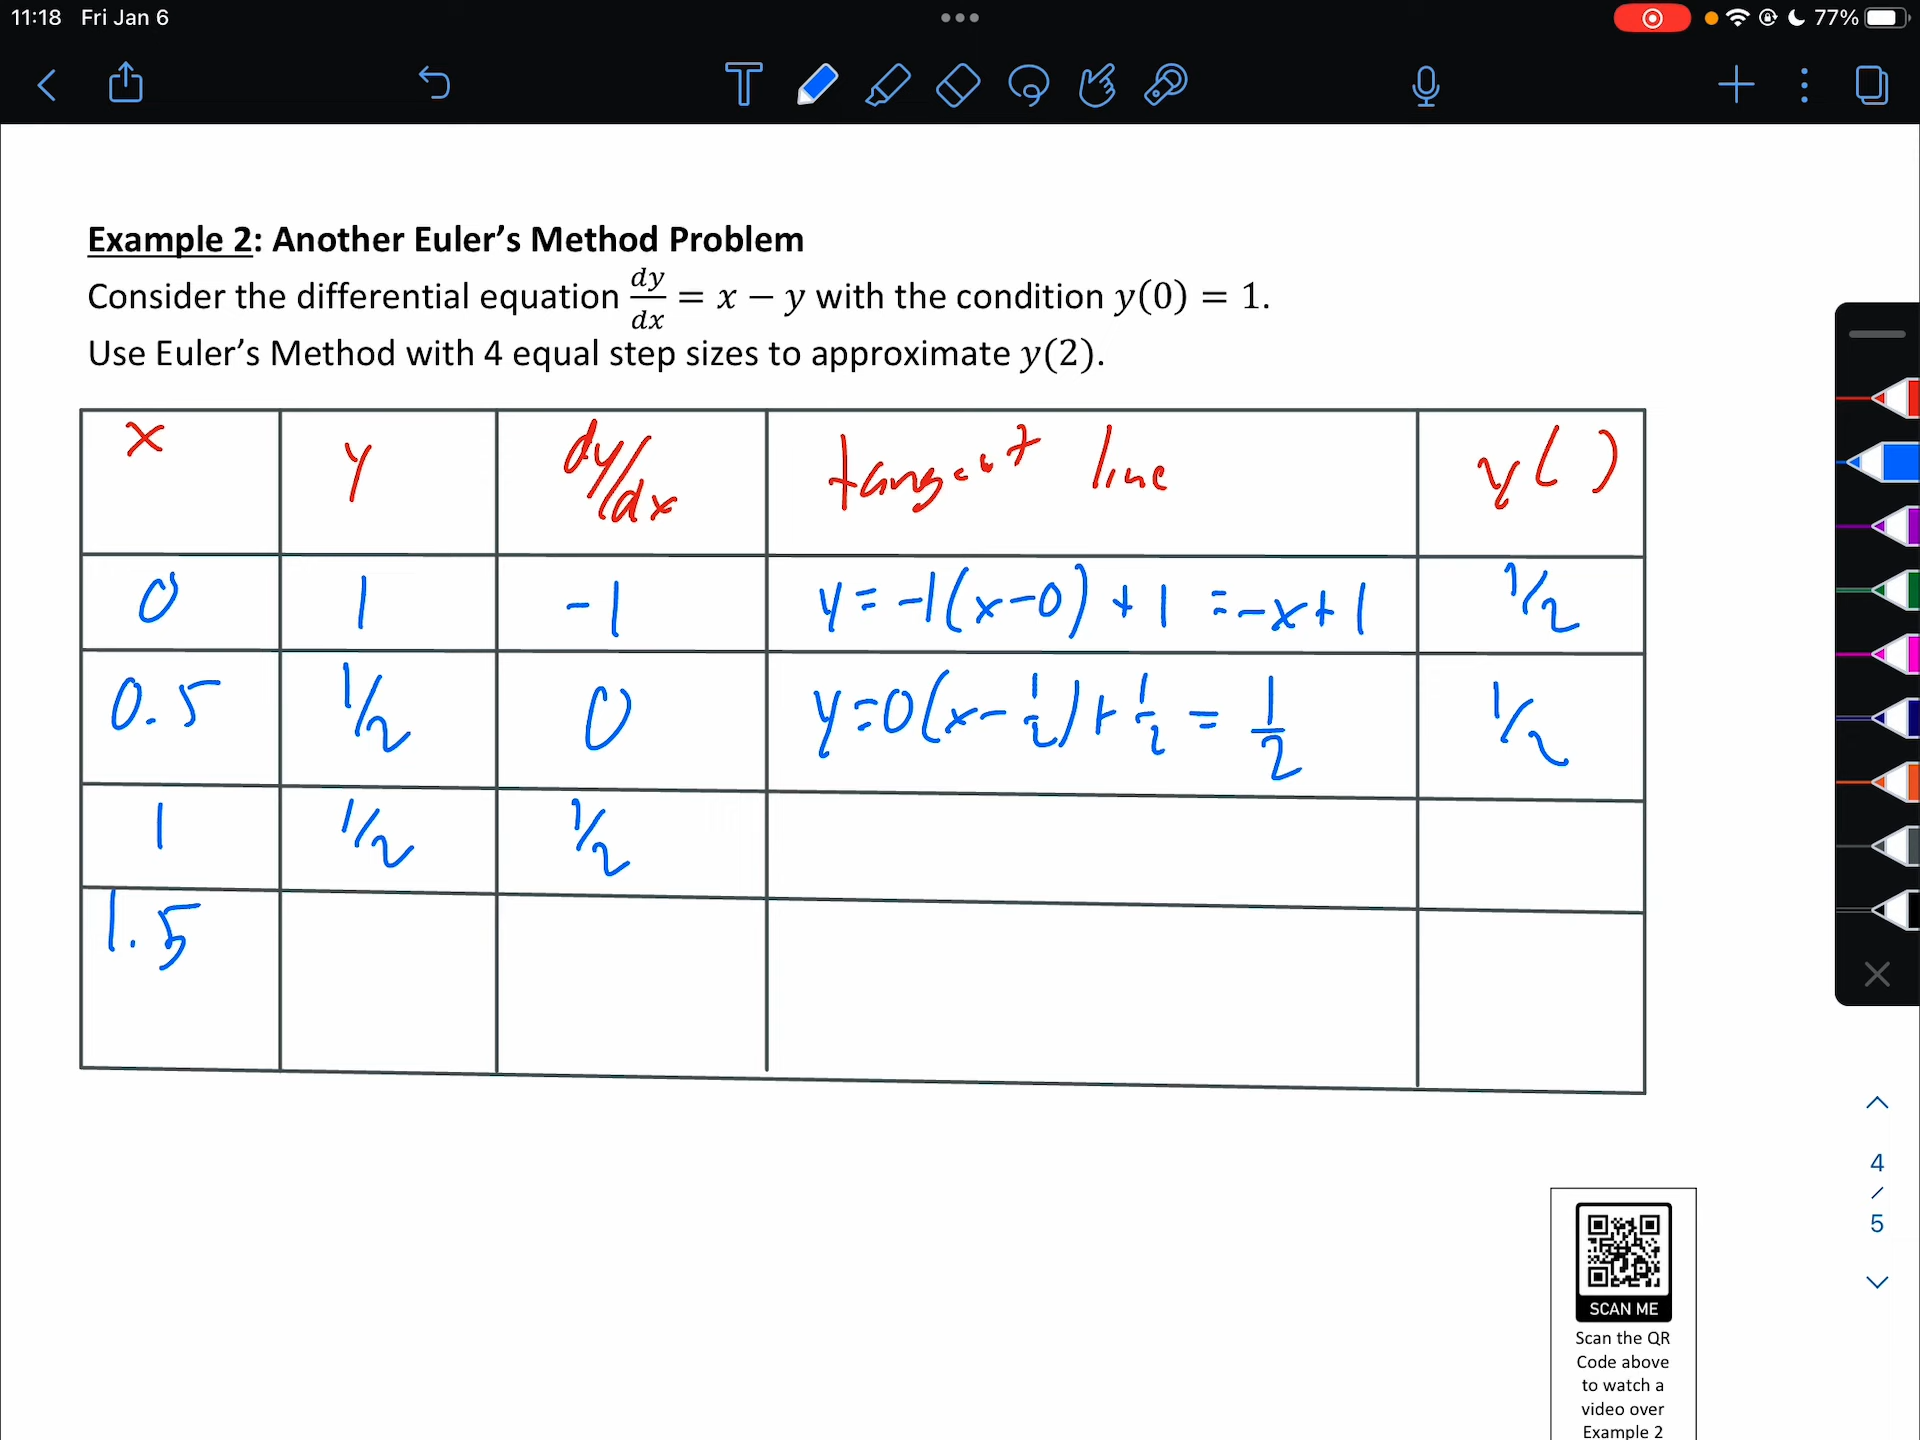 11:18 Fri Jan 6
77%
Example 2: Another Euler’s Method Problem
Consider the differential equation dy/dx = x − y with the condition y(0) = 1.
Use Euler’s Method with 4 equal step sizes to approximate y(2).
x y dy/dx tangent line y( )
0 1 -1 y = -1(x-0) + 1 = -x + 1 1/2
0.5 1/2 0 y = 0(x - 1/2) + 1/2 = 1/2 1/2
1 1/2 1/2
1.5
4
/
5
SCAN ME
Scan the QR
Code above
to watch a
video over
Example 2